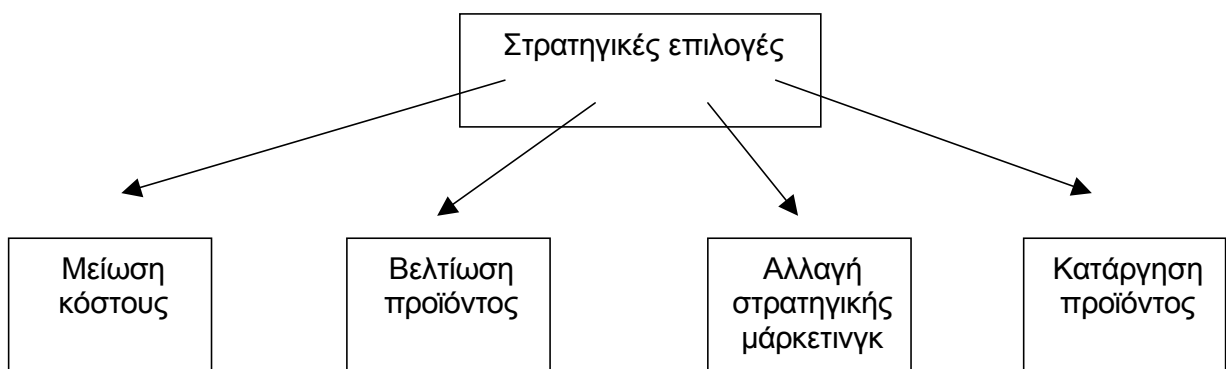 Στρατηγικές επιλογές
Μείωση
κόστους
Βελτίωση
προϊόντος
Αλλαγή
στρατηγικής
μάρκετινγκ
Κατάργηση
προϊόντος